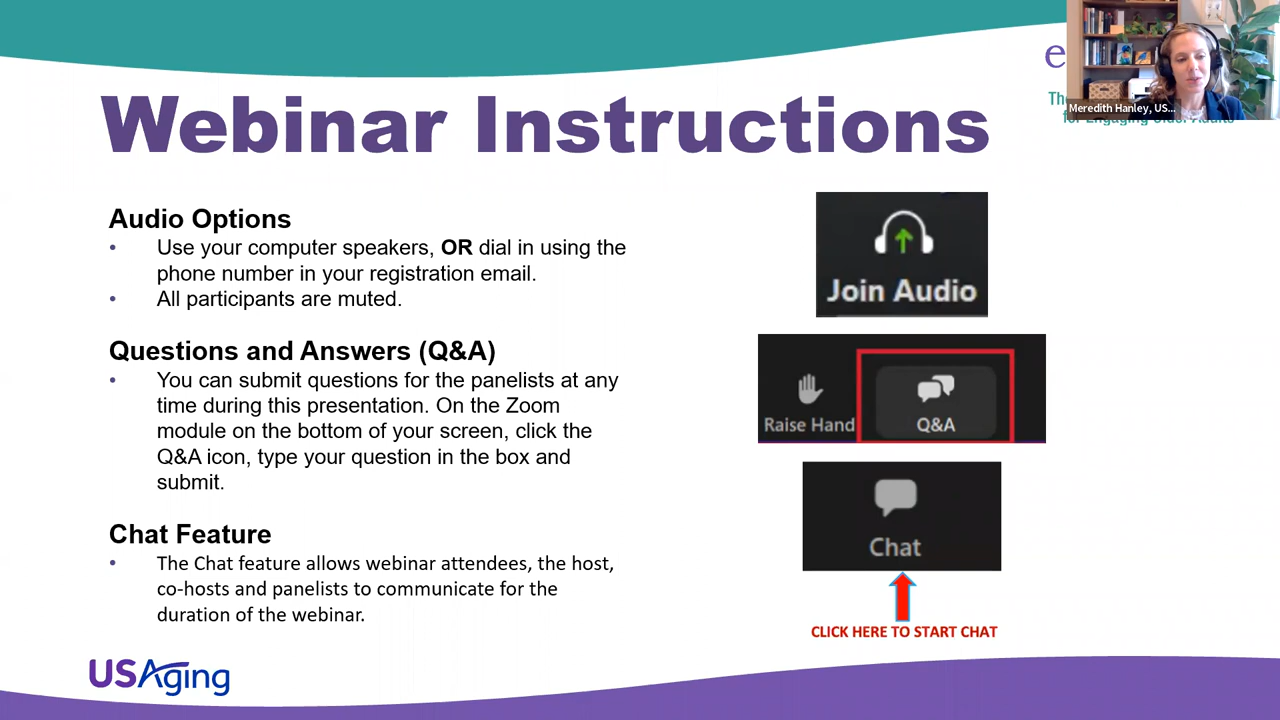 Webinar Instructions
Meredith Hanley, US...
Audio Options
• Use your computer speakers, OR dial in using the
phone number in your registration email.
• All participants are muted.
Join Audio
Questions and Answers (Q&A)
• You can submit questions for the panelists at any
time during this presentation. On the Zoom
module on the bottom of your screen, click the
Q&A icon, type your question in the box and
submit.
Raise Hand
Q&A
Chat Feature
• The Chat feature allows webinar attendees, the host,
co-hosts and panelists to communicate for the
duration of the webinar.
Chat
CLICK HERE TO START CHAT
USAging